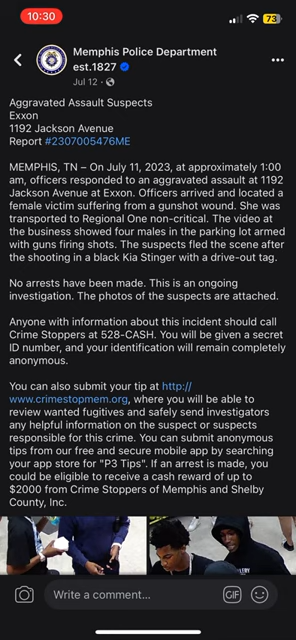 10:30
73
Memphis Police Department
est.1827
Jul 12 ·
Aggravated Assault Suspects
Exxon
1192 Jackson Avenue
Report #2307005476ME
MEMPHIS, TN – On July 11, 2023, at approximately 1:00
am, officers responded to an aggravated assault at 1192
Jackson Avenue at Exxon. Officers arrived and located a
female victim suffering from a gunshot wound. She was
transported to Regional One non-critical. The video at
the business showed four males in the parking lot armed
with guns firing shots. The suspects fled the scene after
the shooting in a black Kia Stinger with a drive-out tag.
No arrests have been made. This is an ongoing
investigation. The photos of the suspects are attached.
Anyone with information about this incident should call
Crime Stoppers at 528-CASH. You will be given a secret
ID number, and your identification will remain completely
anonymous.
You can also submit your tip at http://
www.crimestopmem.org, where you will be able to
review wanted fugitives and safely send investigators
any helpful information on the suspect or suspects
responsible for this crime. You can submit anonymous
tips from our free and secure mobile app by searching
your app store for "P3 Tips". If an arrest is made, you
could be eligible to receive a cash reward of up to
$2000 from Crime Stoppers of Memphis and Shelby
County, Inc.
Write a comment...
GIF